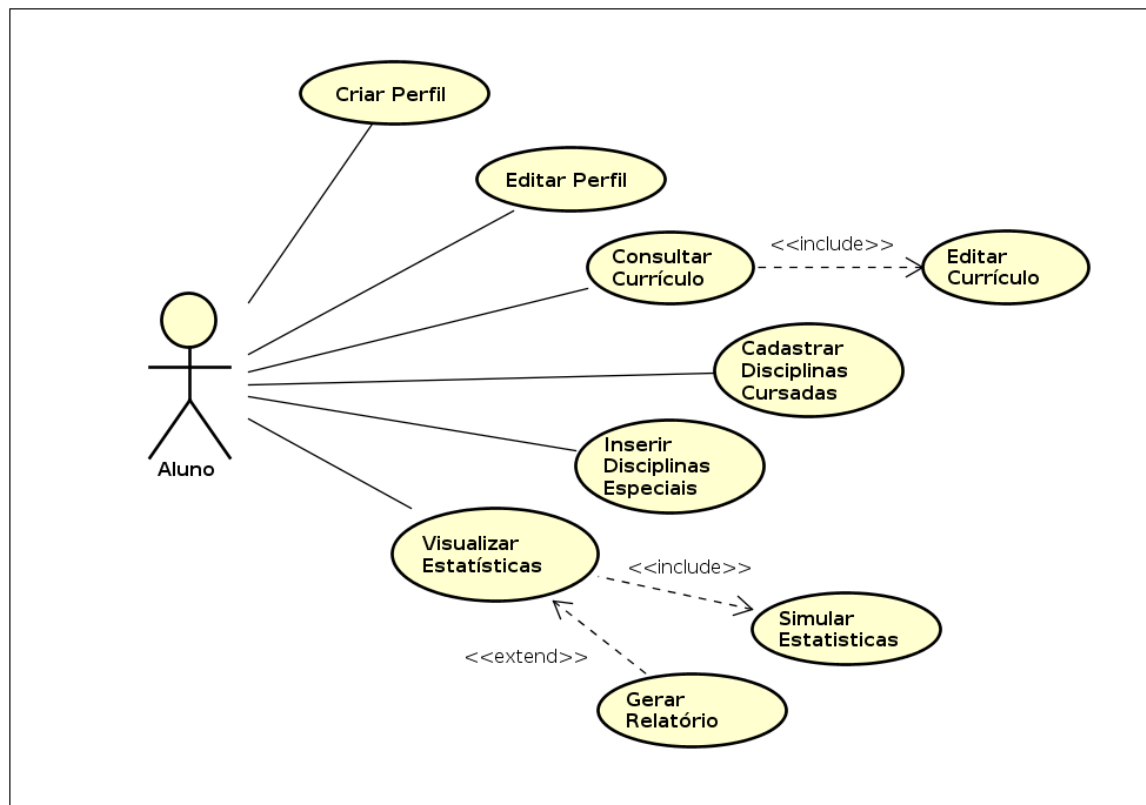 Criar Perfil
Editar Perfil
Consultar
Currículo
<<include>>
Editar
Currículo
Cadastrar
Disciplinas
Cursadas
Aluno
Inserir
Disciplinas
Especiais
Visualizar
Estatísticas
<<include>>
Simular
Estatisticas
<<extend>>
Gerar
Relatório